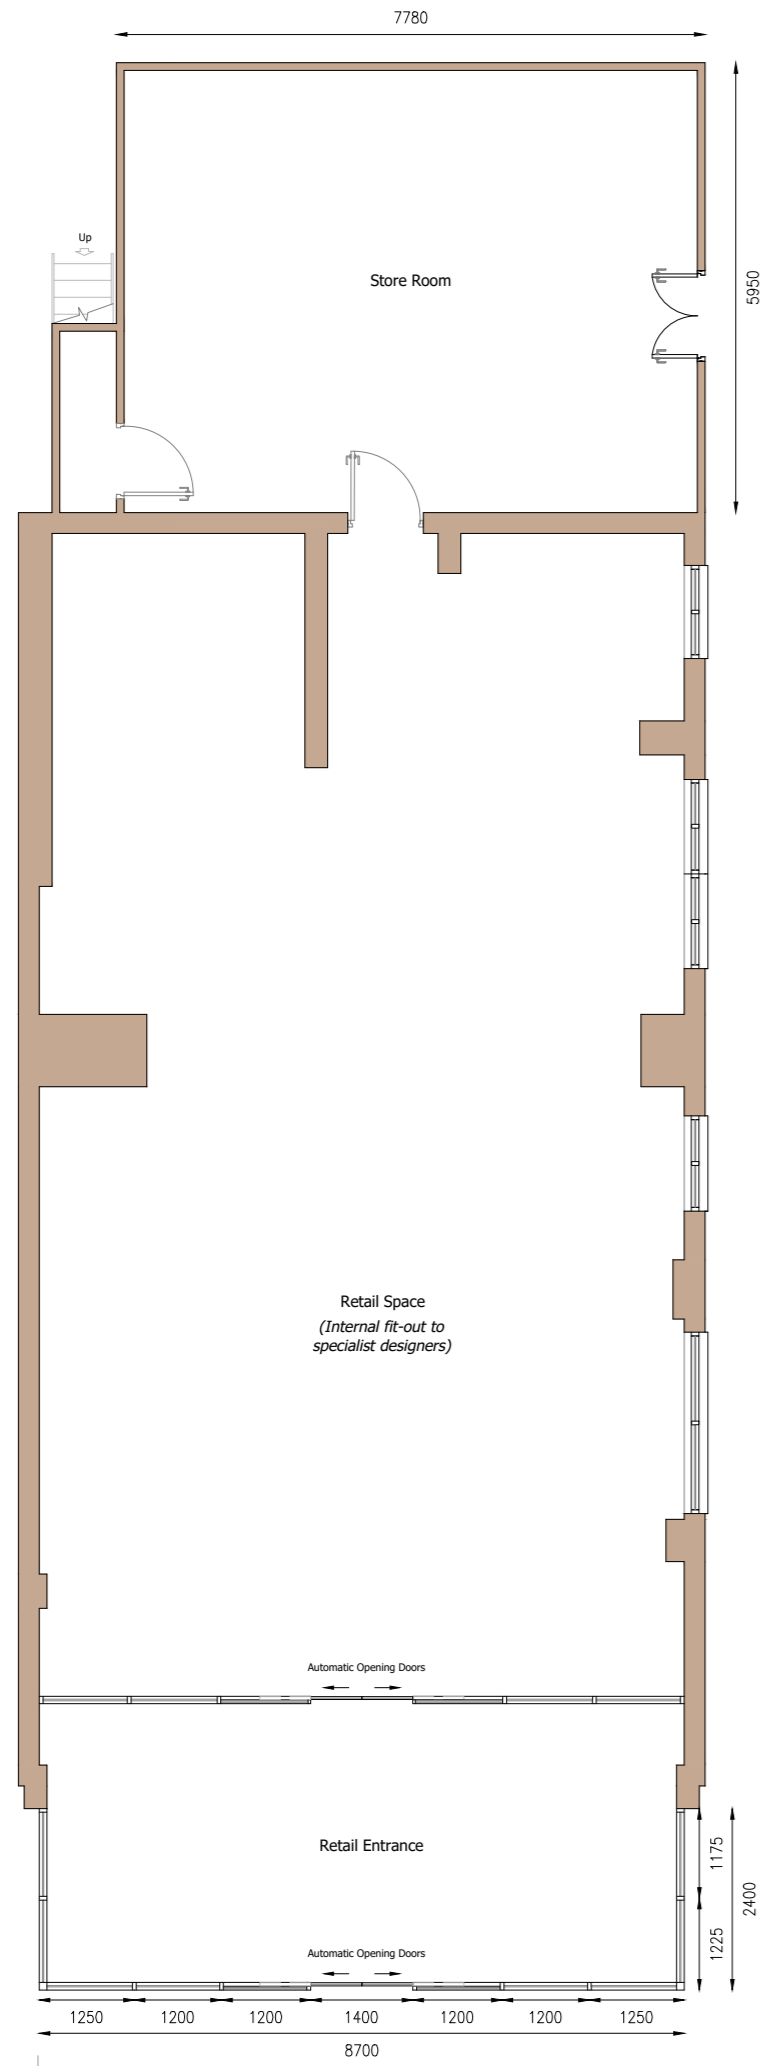 7780
Up
Store Room
5950
Retail Space
(Internal fit-out to
specialist designers)
Automatic Opening Doors
Retail Entrance
1175
2400
1225
Automatic Opening Doors
1250 1200 1200 1400 1200 1200 1250
8700